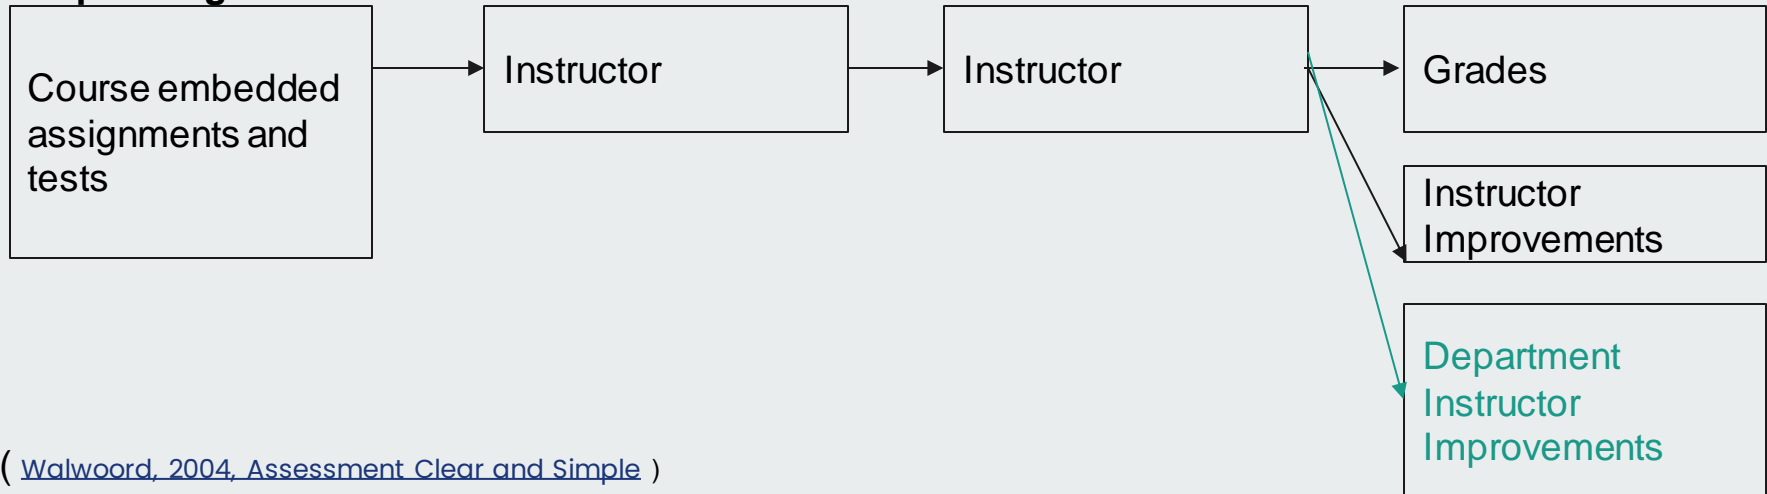 Course embedded
assignments and
tests
Instructor
Instructor
Grades
Instructor
Improvements
Department
Instructor
Improvements
( Walwoord, 2004, Assessment Clear and Simple )